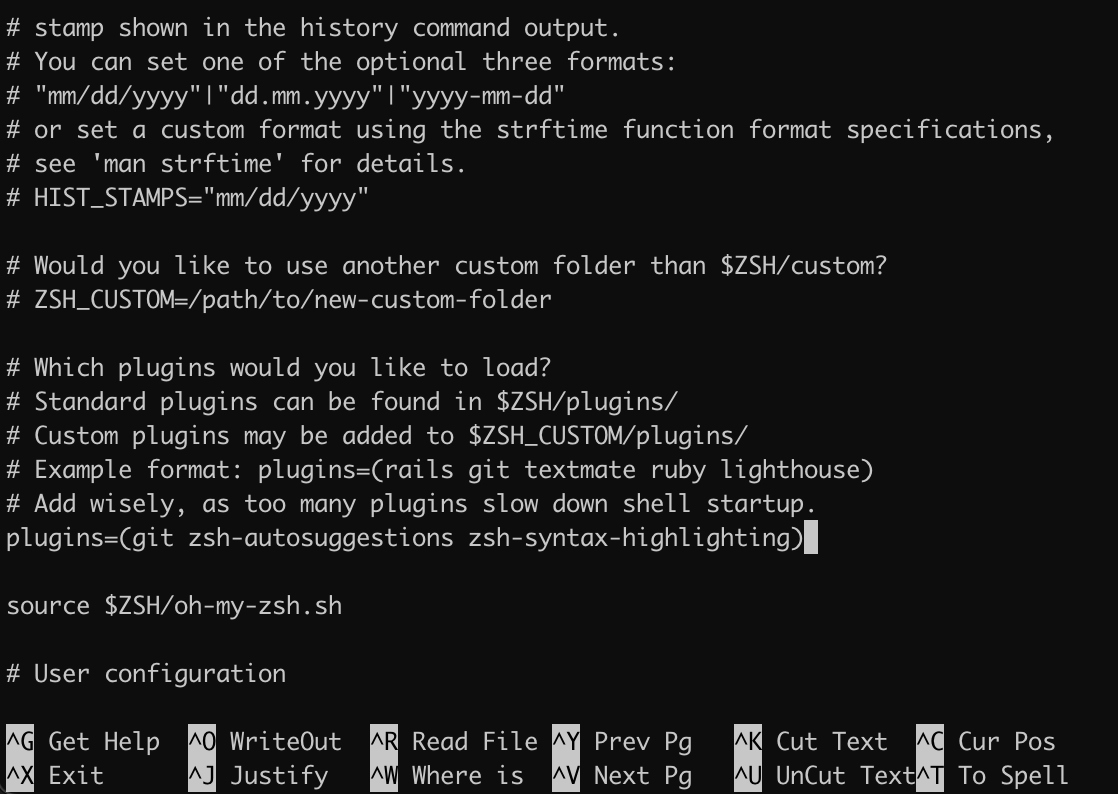 # stamp shown in the history command output.
# You can set one of the optional three formats:
# "mm/dd/yyyy"|"dd.mm.yyyy"|"yyyy-mm-dd"
# or set a custom format using the strftime function format specifications,
# see 'man strftime' for details.
# HIST_STAMPS="mm/dd/yyyy"

# Would you like to use another custom folder than $ZSH/custom?
# ZSH_CUSTOM=/path/to/new-custom-folder

# Which plugins would you like to load?
# Standard plugins can be found in $ZSH/plugins/
# Custom plugins may be added to $ZSH_CUSTOM/plugins/
# Example format: plugins=(rails git textmate ruby lighthouse)
# Add wisely, as too many plugins slow down shell startup.
plugins=(git zsh-autosuggestions zsh-syntax-highlighting)

source $ZSH/oh-my-zsh.sh

# User configuration

^G Get Help ^O WriteOut ^R Read File ^Y Prev Pg ^K Cut Text ^C Cur Pos
^X Exit ^J Justify ^W Where is ^V Next Pg ^U UnCut Text ^T To Spell